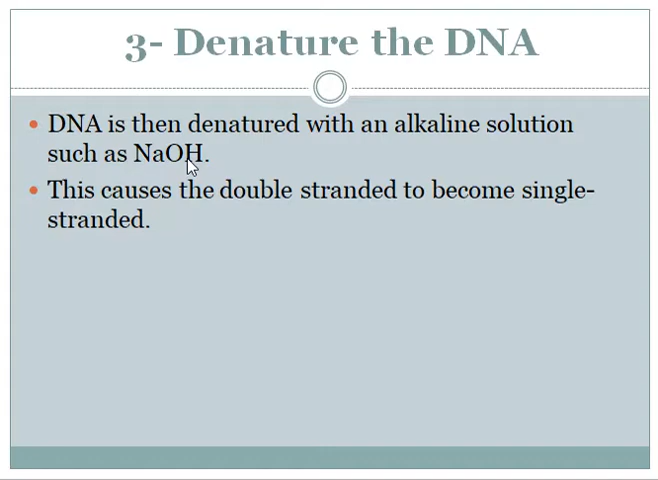 3- Denature the DNA
• DNA is then denatured with an alkaline solution
such as NaOH.
• This causes the double stranded to become single-
stranded.